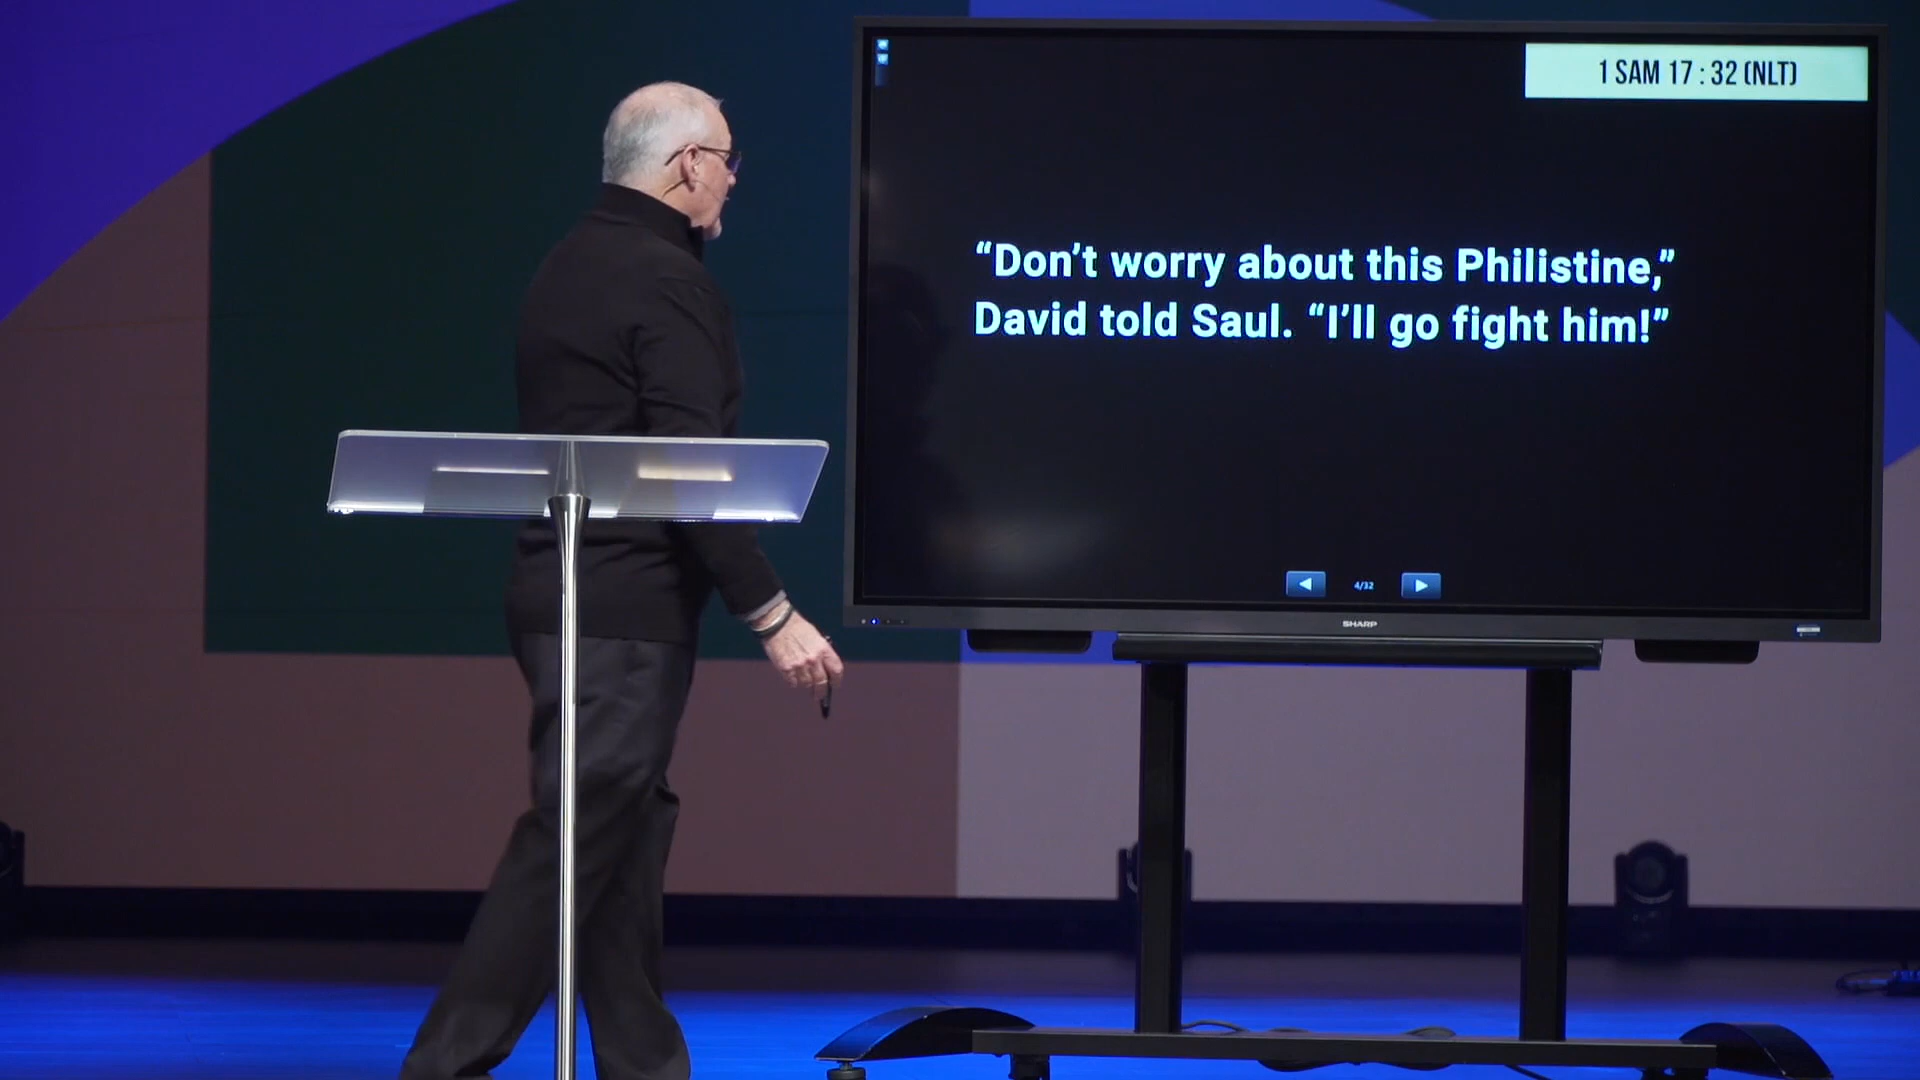 1 SAM 17 : 32 (NLT)
“Don’t worry about this Philistine,”
David told Saul. “I’ll go fight him!”
4/32
SHARP